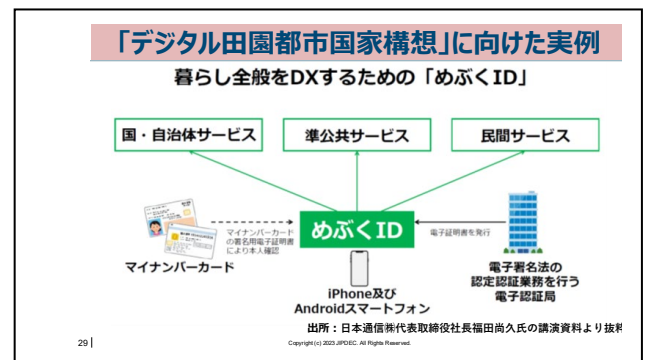 「デジタル田園都市国家構想」に向けた実例
暮らし全般をDXするための「めぶくID」
国・自治体サービス
準公共サービス
民間サービス
マイナンバーカード
の署名用電子証明書
により本人確認
めぶくID
電子証明書を発行
マイナンバーカード
iPhone及び
Androidスマートフォン
電子署名法の
認定認証業務を行う
電子認証局
出所：日本通信㈱代表取締役社長福田尚久氏の講演資料より抜粋
29
Copyright (c) 2023 JIPDEC. All Rights Reserved.